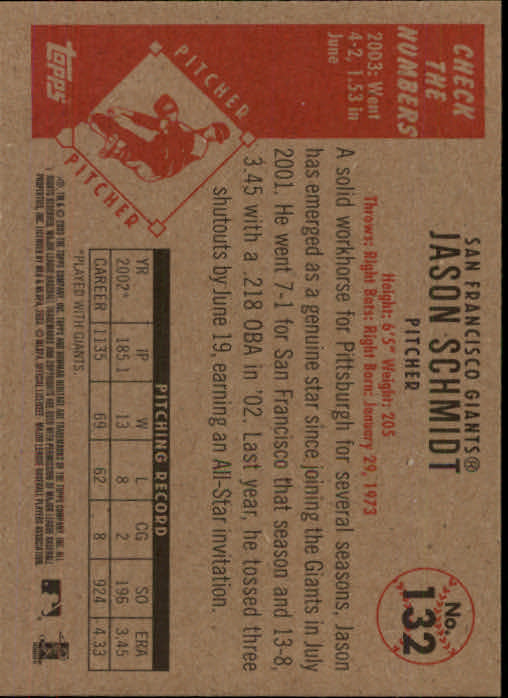 CHECK
THE
NUMBERS
2003: Went
4-2, 1.53 in
June
PITCHER
PITCHER
TOPPS
SAN FRANCISCO GIANTS®
JASON SCHMIDT
PITCHER
No.
132
Height: 6'5" Weight: 205
Throws: Right Bats: Right Born: January 29, 1973
A solid workhorse for Pittsburgh for several seasons, Jason
has emerged as a genuine star since joining the Giants in July
2001. He went 7-1 for San Francisco that season and 13-8,
3.45 with a .218 OBA in '02. Last year, he tossed three
shutouts by June 19, earning an All-Star invitation.
PITCHING RECORD
YR IP W L CG SO ERA
2002* 185.1 13 8 2 196 3.45
CAREER 1135 69 62 8 924 4.33
*PLAYED WITH GIANTS.